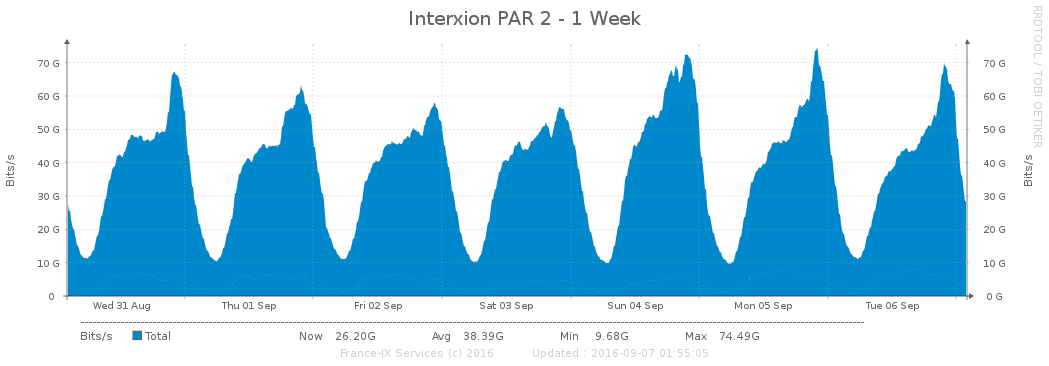 Interxion PAR 2 - 1 Week
RRDTOOL / TOBI OETIKER
Bits/s
70 G
60 G
50 G
40 G
30 G
20 G
10 G
0
70 G
60 G
50 G
40 G
30 G
20 G
10 G
0 G
Bits/s
Wed 31 Aug Thu 01 Sep Fri 02 Sep Sat 03 Sep Sun 04 Sep Mon 05 Sep Tue 06 Sep
Bits/s Total Now 26.20G Avg 38.39G Min 9.68G Max 74.49G
France-IX Services (c) 2016 Updated : 2016-09-07 01:55:05